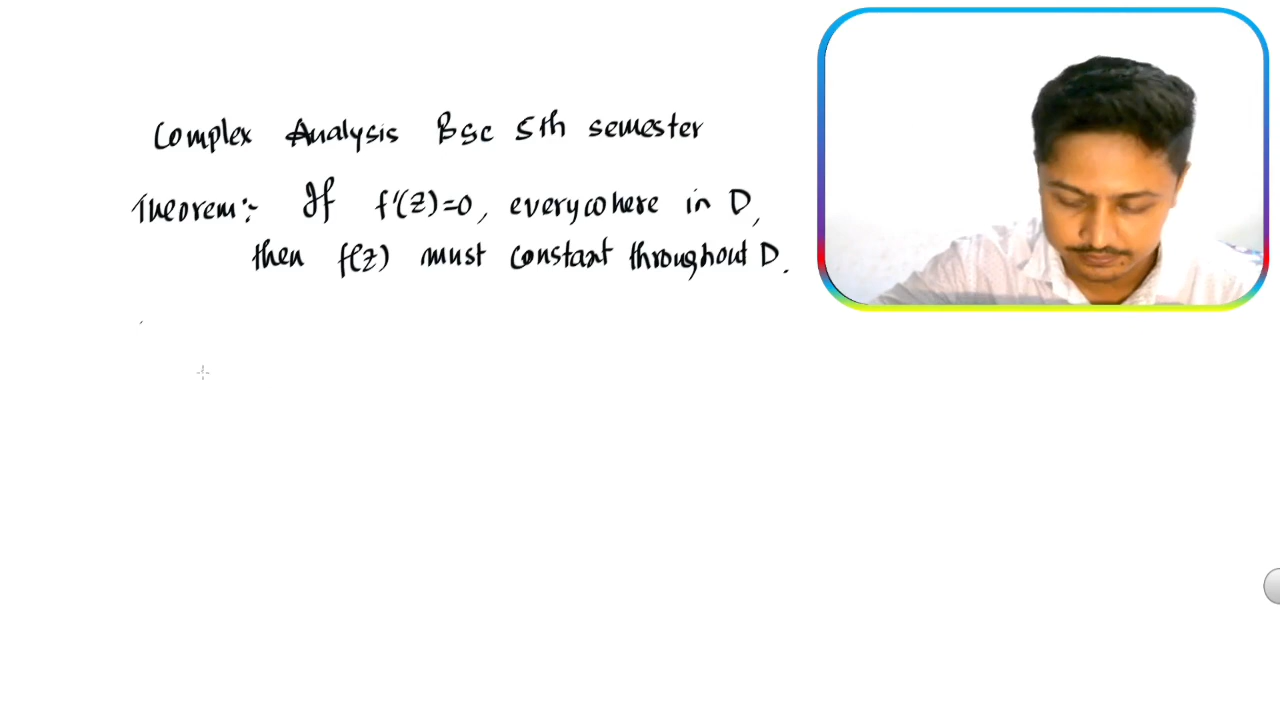 Complex Analysis Bsc 5th semester
Theorem:- If f'(z)=0, everywhere in D,
then f(z) must constant throughout D.